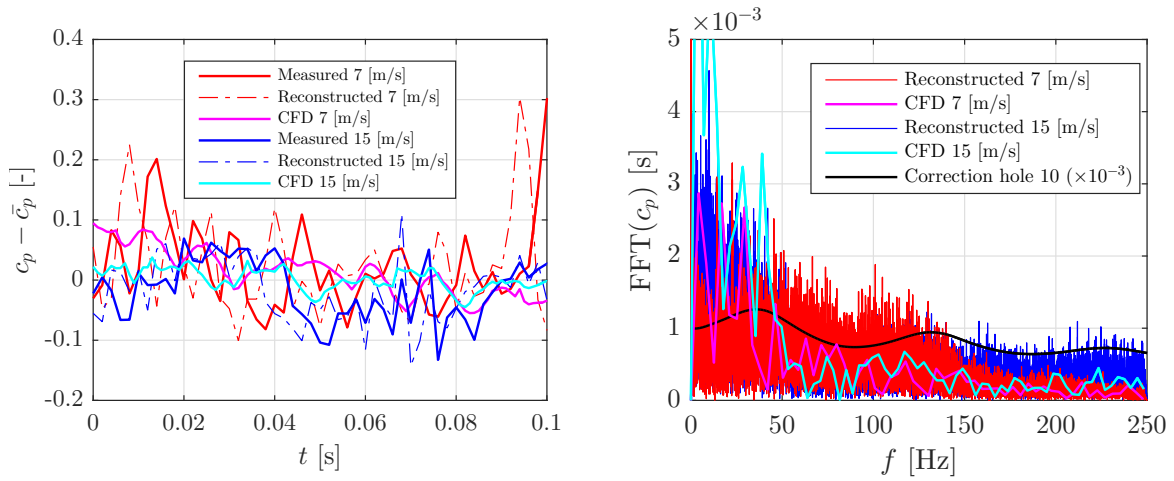 0.4
0.3
0.2
0.1
0
-0.1
-0.2
0
0.02
0.04
0.06
0.08
0.1
t [s]
c_p − c̄_p [-]
Measured 7 [m/s]
Reconstructed 7 [m/s]
CFD 7 [m/s]
Measured 15 [m/s]
Reconstructed 15 [m/s]
CFD 15 [m/s]
×10⁻³
5
4
3
2
1
0
0
50
100
150
200
250
f [Hz]
FFT(c_p) [s]
Reconstructed 7 [m/s]
CFD 7 [m/s]
Reconstructed 15 [m/s]
CFD 15 [m/s]
Correction hole 10 (×10⁻³)